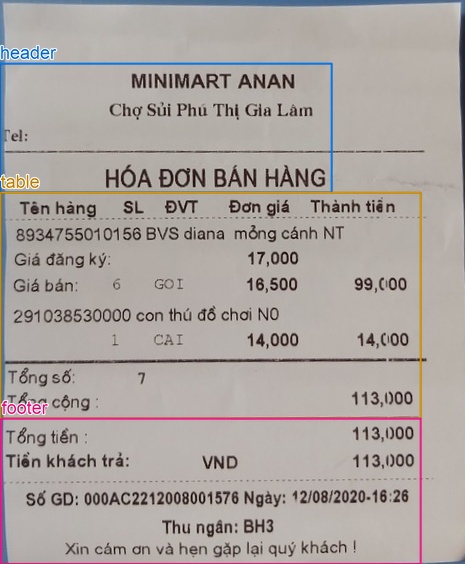 header
MINIMART ANAN
Chợ Sủi Phú Thị Gia Lâm
Tel:
HÓA ĐƠN BÁN HÀNG
table
Tên hàng SL ĐVT Đơn giá Thành tiền
8934755010156 BVS diana mỏng cánh NT
Giá đăng ký: 17,000
Giá bán: 6 GOI 16,500 99,000
291038530000 con thú đồ chơi N0
1 CAI 14,000 14,000
Tổng số: 7
Tổng cộng : 113,000
footer
Tổng tiền : 113,000
Tiền khách trả: VND 113,000
Số GD: 000AC2212008001576 Ngày: 12/08/2020-16:26
Thu ngân: BH3
Xin cám ơn và hẹn gặp lại quý khách !